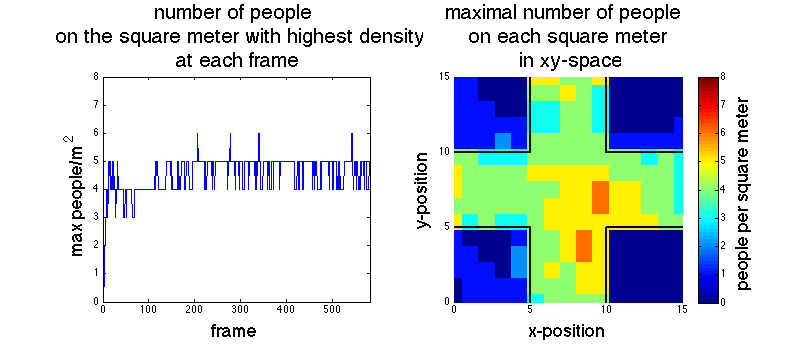 number of people
on the square meter with highest density
at each frame
8
7
6
5
4
3
2
1
0
max people/m2
0 100 200 300 400 500
frame
maximal number of people
on each square meter
in xy-space
15
10
5
0
y-position
0 5 10 15
x-position
8
7
6
5
4
3
2
1
0
people per square meter